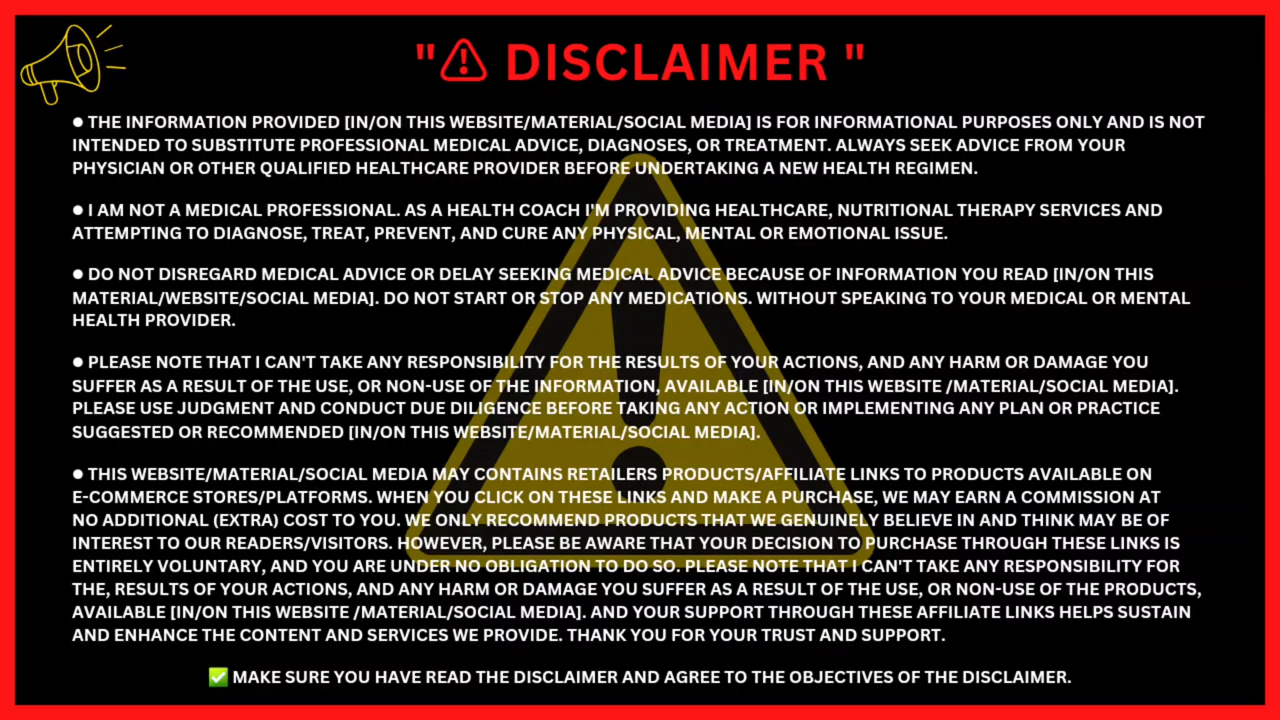 "⚠ DISCLAIMER "
● THE INFORMATION PROVIDED [IN/ON THIS WEBSITE/MATERIAL/SOCIAL MEDIA] IS FOR INFORMATIONAL PURPOSES ONLY AND IS NOT
INTENDED TO SUBSTITUTE PROFESSIONAL MEDICAL ADVICE, DIAGNOSES, OR TREATMENT. ALWAYS SEEK ADVICE FROM YOUR
PHYSICIAN OR OTHER QUALIFIED HEALTHCARE PROVIDER BEFORE UNDERTAKING A NEW HEALTH REGIMEN.
● I AM NOT A MEDICAL PROFESSIONAL. AS A HEALTH COACH I'M PROVIDING HEALTHCARE, NUTRITIONAL THERAPY SERVICES AND
ATTEMPTING TO DIAGNOSE, TREAT, PREVENT, AND CURE ANY PHYSICAL, MENTAL OR EMOTIONAL ISSUE.
● DO NOT DISREGARD MEDICAL ADVICE OR DELAY SEEKING MEDICAL ADVICE BECAUSE OF INFORMATION YOU READ [IN/ON THIS
MATERIAL/WEBSITE/SOCIAL MEDIA]. DO NOT START OR STOP ANY MEDICATIONS. WITHOUT SPEAKING TO YOUR MEDICAL OR MENTAL
HEALTH PROVIDER.
● PLEASE NOTE THAT I CAN'T TAKE ANY RESPONSIBILITY FOR THE RESULTS OF YOUR ACTIONS, AND ANY HARM OR DAMAGE YOU
SUFFER AS A RESULT OF THE USE, OR NON-USE OF THE INFORMATION, AVAILABLE [IN/ON THIS WEBSITE /MATERIAL/SOCIAL MEDIA].
PLEASE USE JUDGMENT AND CONDUCT DUE DILIGENCE BEFORE TAKING ANY ACTION OR IMPLEMENTING ANY PLAN OR PRACTICE
SUGGESTED OR RECOMMENDED [IN/ON THIS WEBSITE/MATERIAL/SOCIAL MEDIA].
● THIS WEBSITE/MATERIAL/SOCIAL MEDIA MAY CONTAINS RETAILERS PRODUCTS/AFFILIATE LINKS TO PRODUCTS AVAILABLE ON
E-COMMERCE STORES/PLATFORMS. WHEN YOU CLICK ON THESE LINKS AND MAKE A PURCHASE, WE MAY EARN A COMMISSION AT
NO ADDITIONAL (EXTRA) COST TO YOU. WE ONLY RECOMMEND PRODUCTS THAT WE GENUINELY BELIEVE IN AND THINK MAY BE OF
INTEREST TO OUR READERS/VISITORS. HOWEVER, PLEASE BE AWARE THAT YOUR DECISION TO PURCHASE THROUGH THESE LINKS IS
ENTIRELY VOLUNTARY, AND YOU ARE UNDER NO OBLIGATION TO DO SO. PLEASE NOTE THAT I CAN'T TAKE ANY RESPONSIBILITY FOR
THE, RESULTS OF YOUR ACTIONS, AND ANY HARM OR DAMAGE YOU SUFFER AS A RESULT OF THE USE, OR NON-USE OF THE PRODUCTS,
AVAILABLE [IN/ON THIS WEBSITE /MATERIAL/SOCIAL MEDIA]. AND YOUR SUPPORT THROUGH THESE AFFILIATE LINKS HELPS SUSTAIN
AND ENHANCE THE CONTENT AND SERVICES WE PROVIDE. THANK YOU FOR YOUR TRUST AND SUPPORT.
✅ MAKE SURE YOU HAVE READ THE DISCLAIMER AND AGREE TO THE OBJECTIVES OF THE DISCLAIMER.